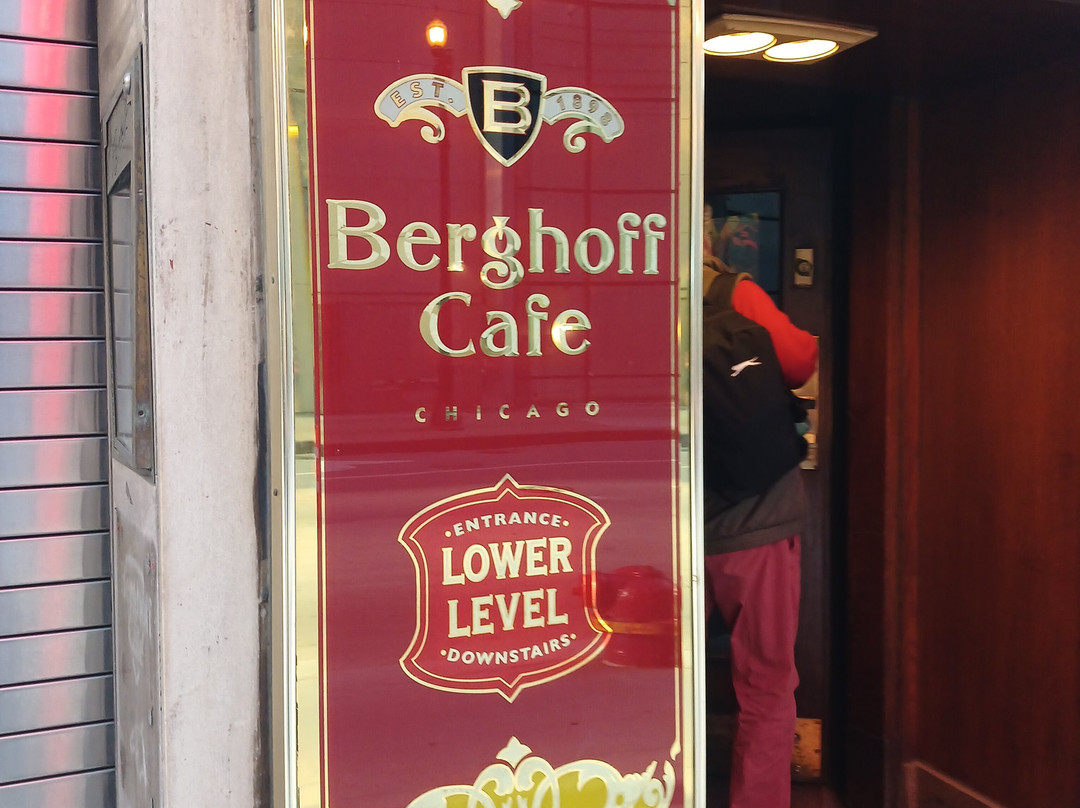 EST. B 1898
Berghoff
Cafe
CHICAGO
•ENTRANCE•
LOWER
LEVEL
•DOWNSTAIRS•